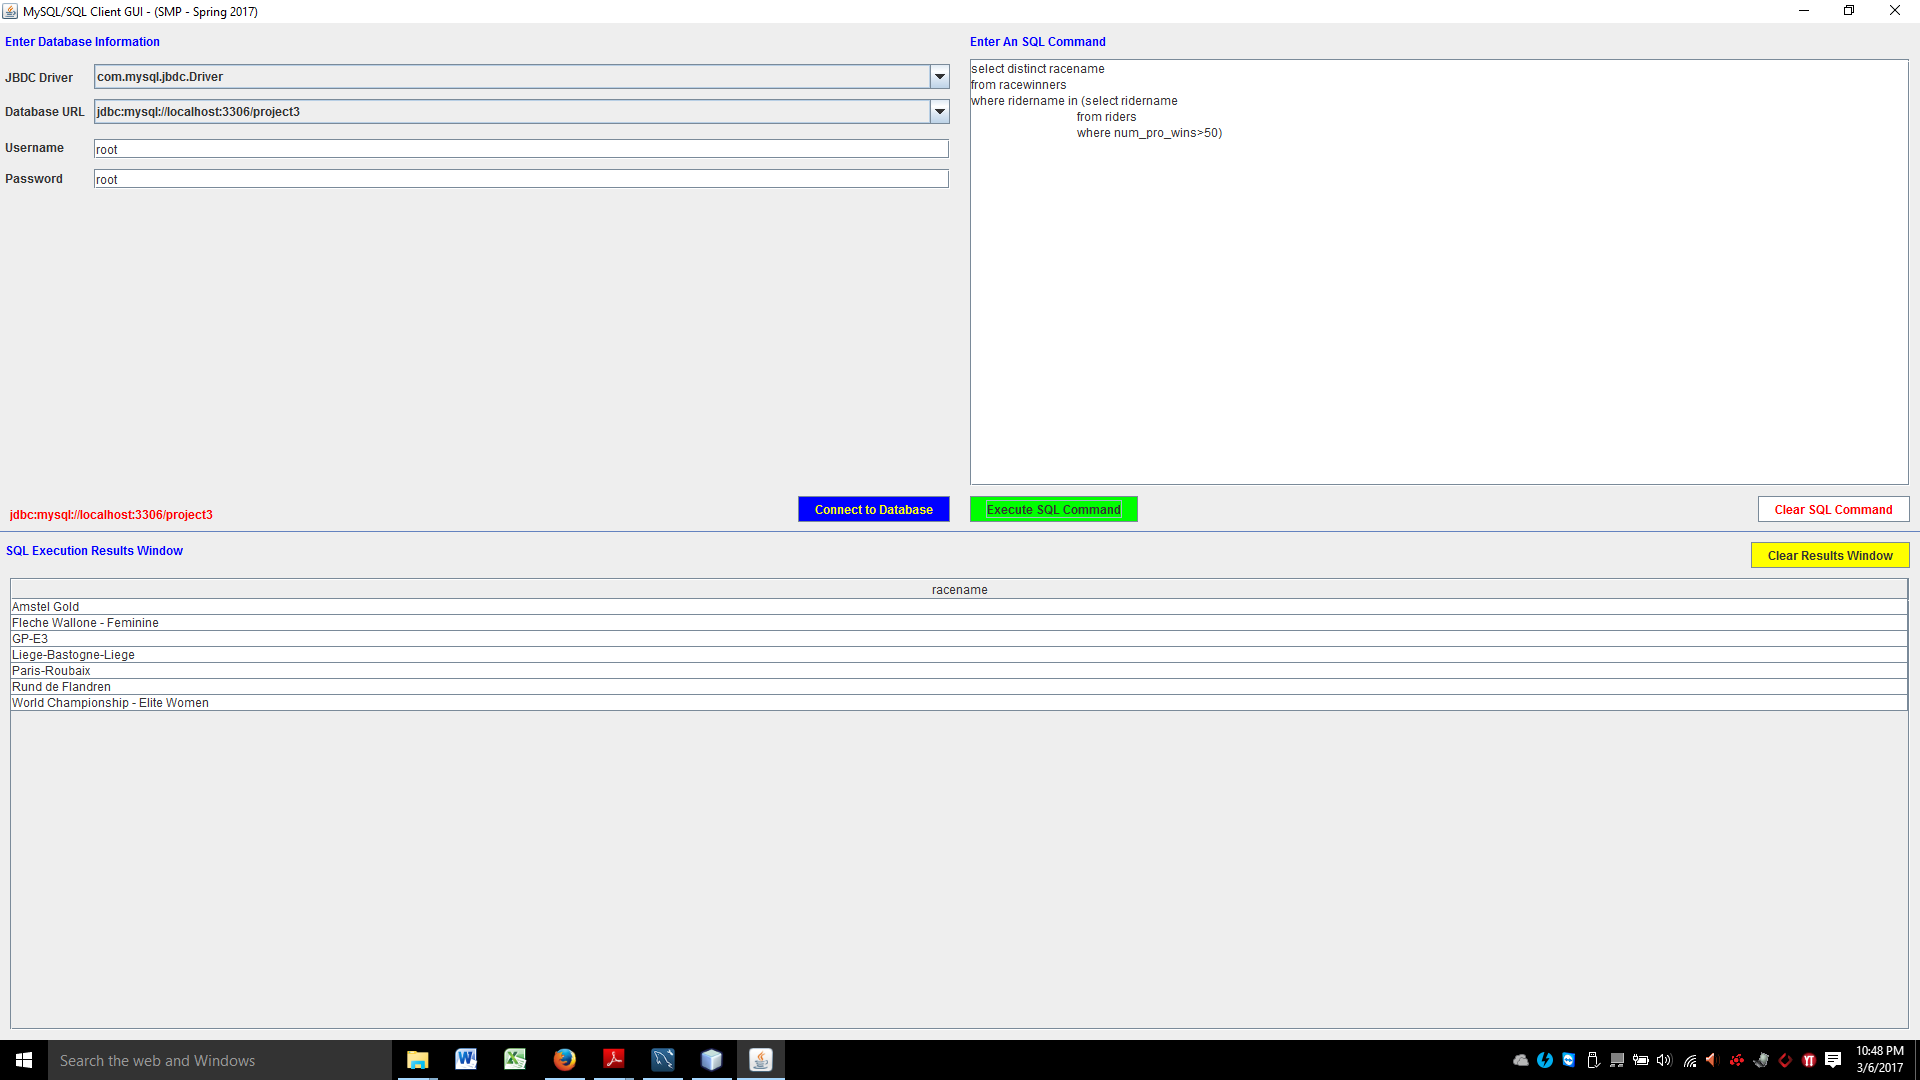 MySQL/SQL Client GUI - (SMP - Spring 2017)
Enter Database Information
JBDC Driver
com.mysql.jbdc.Driver
Database URL
jdbc:mysql://localhost:3306/project3
Username
root
Password
root
jdbc:mysql://localhost:3306/project3
Connect to Database
Enter An SQL Command
select distinct racename
from racewinners
where ridername in (select ridername
from riders
where num_pro_wins>50)
Execute SQL Command
Clear SQL Command
SQL Execution Results Window
Clear Results Window
racename
Amstel Gold
Fleche Wallone - Feminine
GP-E3
Liege-Bastogne-Liege
Paris-Roubaix
Rund de Flandren
World Championship - Elite Women
Search the web and Windows
10:48 PM
3/6/2017